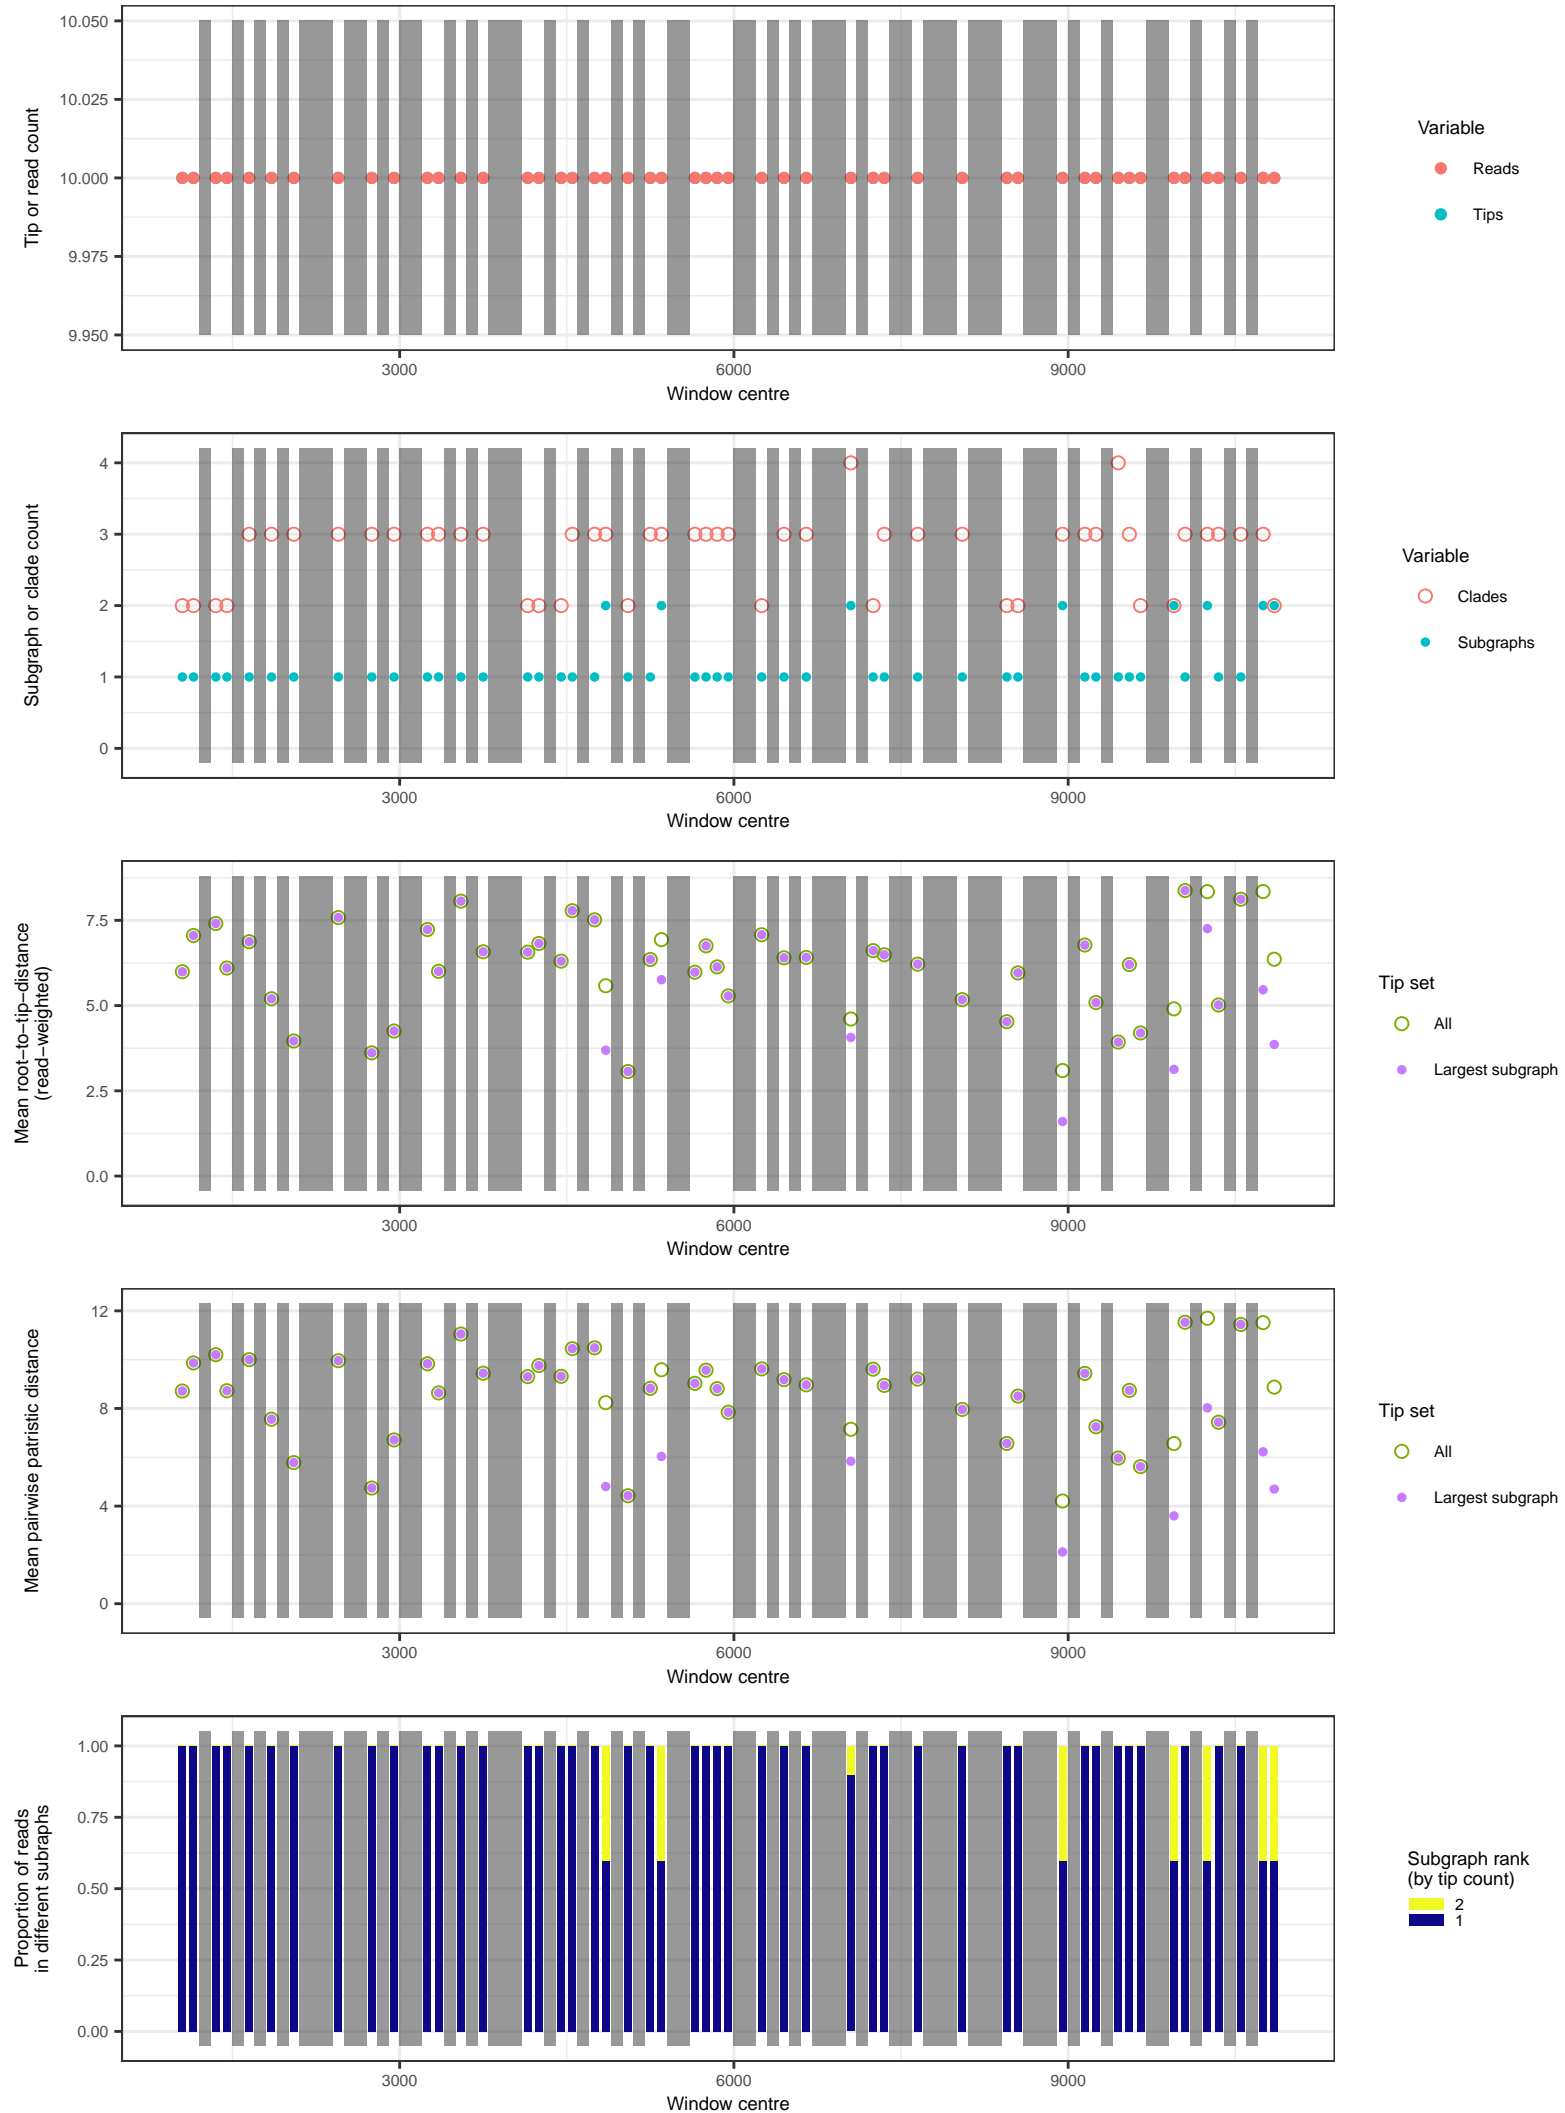 10.050
10.025
10.000
9.975
9.950
Tip or read count
3000 6000 9000
Window centre
Variable
Reads
Tips
4
3
2
1
0
Subgraph or clade count
3000 6000 9000
Window centre
Variable
Clades
Subgraphs
7.5
5.0
2.5
0.0
Mean root−to−tip−distance
(read−weighted)
3000 6000 9000
Window centre
Tip set
All
Largest subgraph
12
8
4
0
Mean pairwise patristic distance
3000 6000 9000
Window centre
Tip set
All
Largest subgraph
1.00
0.75
0.50
0.25
0.00
Proportion of reads
in different subraphs
3000 6000 9000
Window centre
Subgraph rank
(by tip count)
2
1